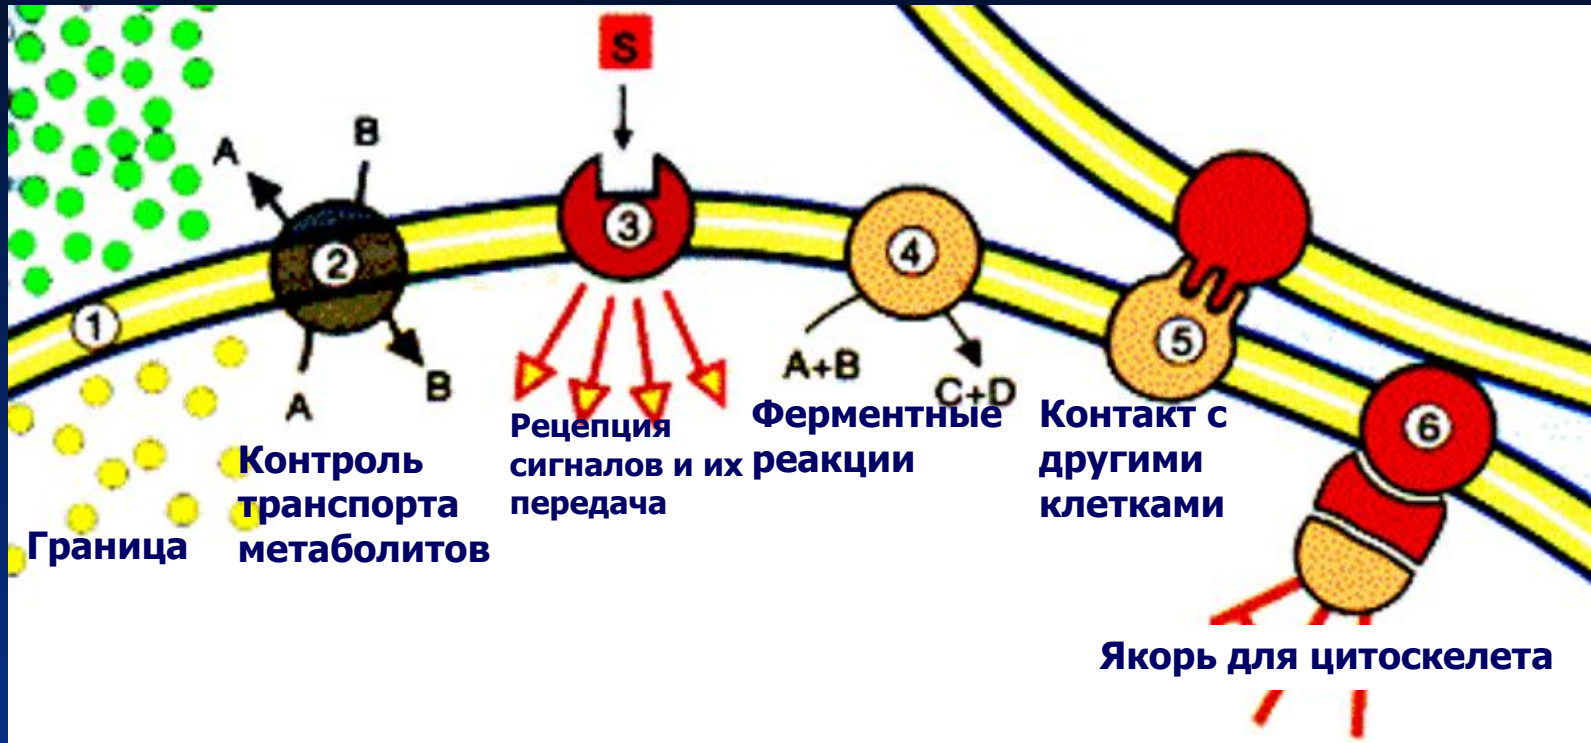 S
B
A
3
2
4
1
5
A+B
B
C+D
A
6
Граница
Контроль
транспорта
метаболитов
Рецепция
сигналов и их
передача
Ферментные
реакции
Контакт с
другими
клетками
Якорь для цитоскелета